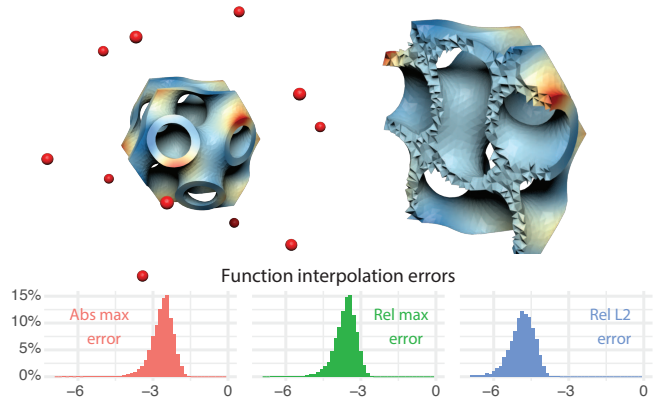 Function interpolation errors
15%
10%
5%
0%
Abs max
error
Rel max
error
Rel L2
error
−6 −3 0
−6 −3 0
−6 −3 0